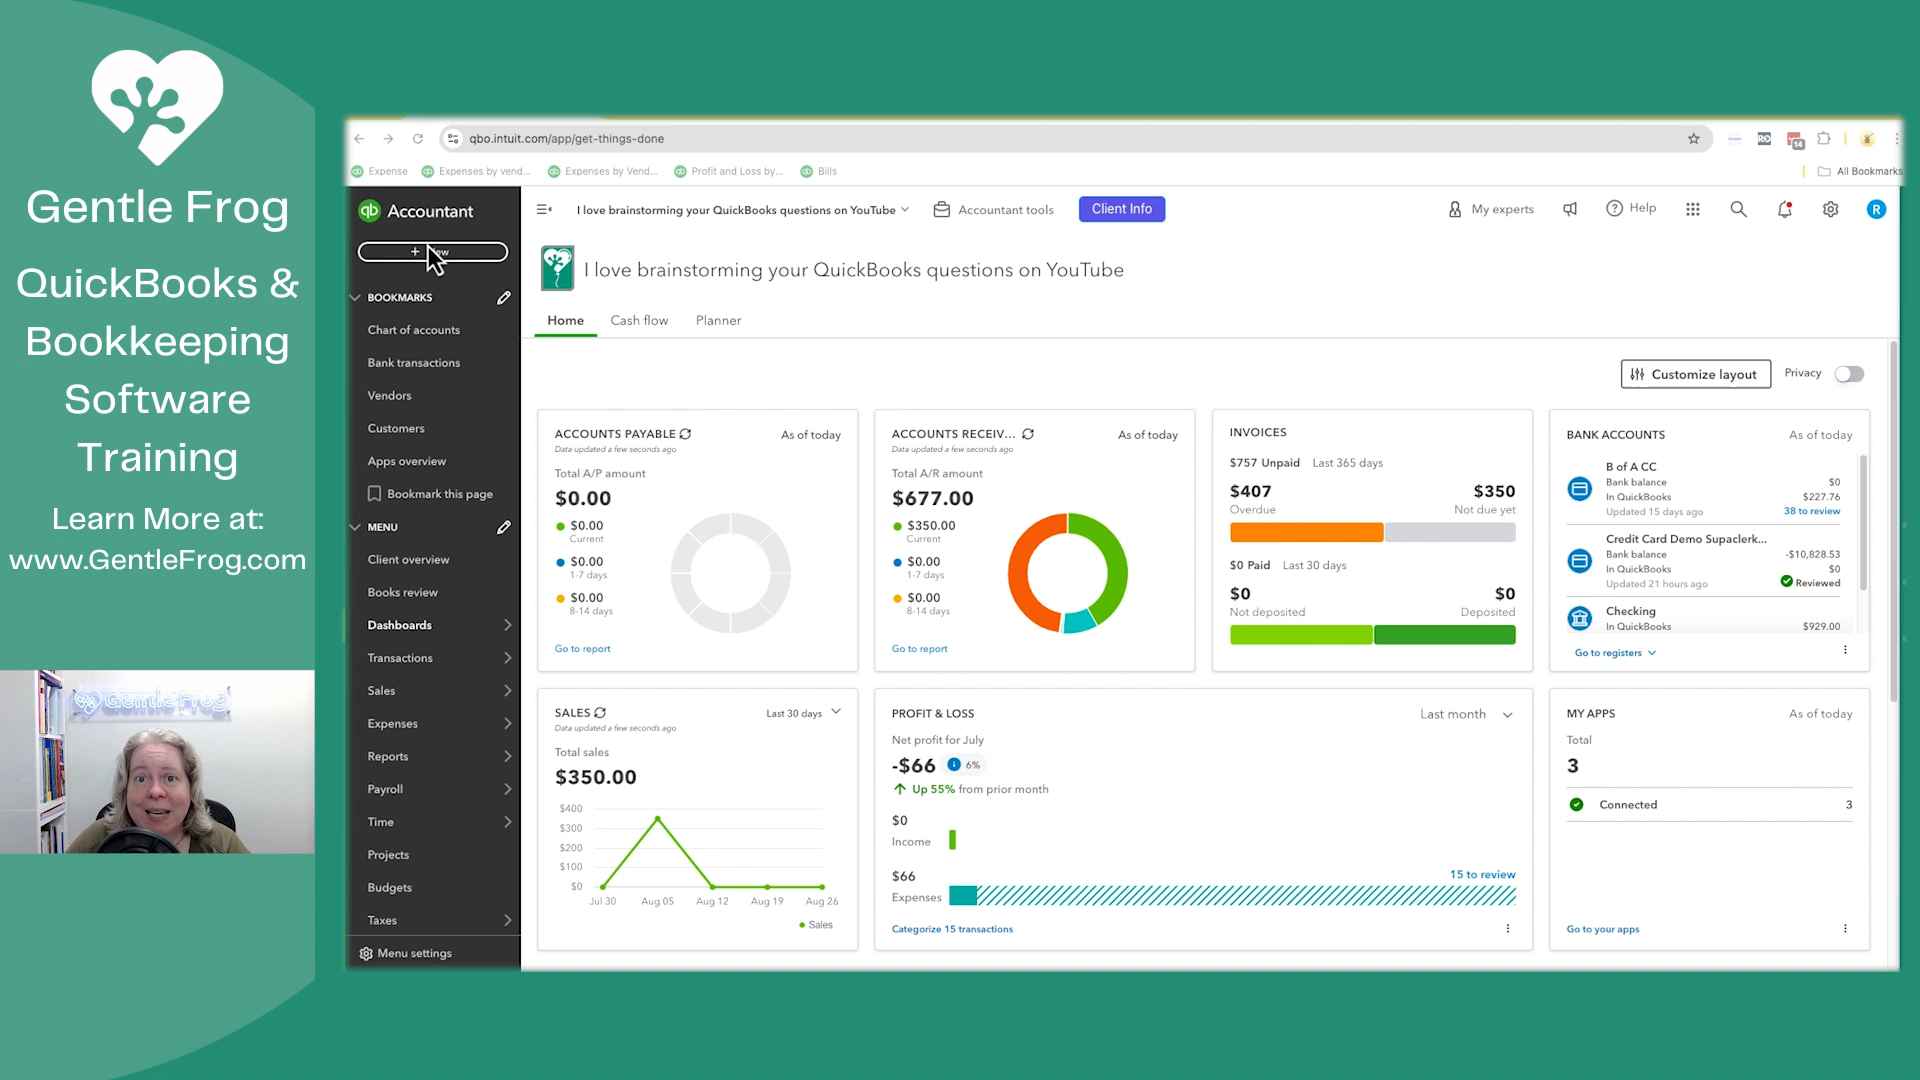 Gentle Frog
QuickBooks &
Bookkeeping
Software
Training
Learn More at:
www.GentleFrog.com
Gentle Frog
qbo.intuit.com/app/get-things-done
14
Expense
Expenses by vend...
Expenses by Vend...
Profit and Loss by...
Bills
All Bookmarks
qb Accountant
+
BOOKMARKS
Chart of accounts
Bank transactions
Vendors
Customers
Apps overview
Bookmark this page
MENU
Client overview
Books review
Dashboards
Transactions
Sales
Expenses
Reports
Payroll
Time
Projects
Budgets
Taxes
Menu settings
I love brainstorming your QuickBooks questions on YouTube
Accountant tools
Client Info
My experts
Help
R
I love brainstorming your QuickBooks questions on YouTube
Home
Cash flow
Planner
Customize layout
Privacy
ACCOUNTS PAYABLE
As of today
Data updated a few seconds ago
Total A/P amount
$0.00
$0.00
Current
$0.00
1-7 days
$0.00
8-14 days
Go to report
ACCOUNTS RECEIV...
As of today
Data updated a few seconds ago
Total A/R amount
$677.00
$350.00
Current
$0.00
1-7 days
$0.00
8-14 days
Go to report
INVOICES
$757 Unpaid Last 365 days
$407 $350
Overdue Not due yet
$0 Paid Last 30 days
$0 $0
Not deposited Deposited
BANK ACCOUNTS
As of today
B of A CC
Bank balance $0
In QuickBooks $227.76
Updated 15 days ago 38 to review
Credit Card Demo Supaclerk...
Bank balance -$10,828.53
In QuickBooks $0
Updated 21 hours ago Reviewed
Checking
In QuickBooks $929.00
Go to registers
SALES
Last 30 days
Data updated a few seconds ago
Total sales
$350.00
$400
$300
$200
$100
$0
Jul 30 Aug 05 Aug 12 Aug 19 Aug 26
Sales
PROFIT & LOSS
Last month
Net profit for July
-$66 6%
Up 55% from prior month
$0
Income
$66 15 to review
Expenses
Categorize 15 transactions
MY APPS
As of today
Total
3
Connected 3
Go to your apps